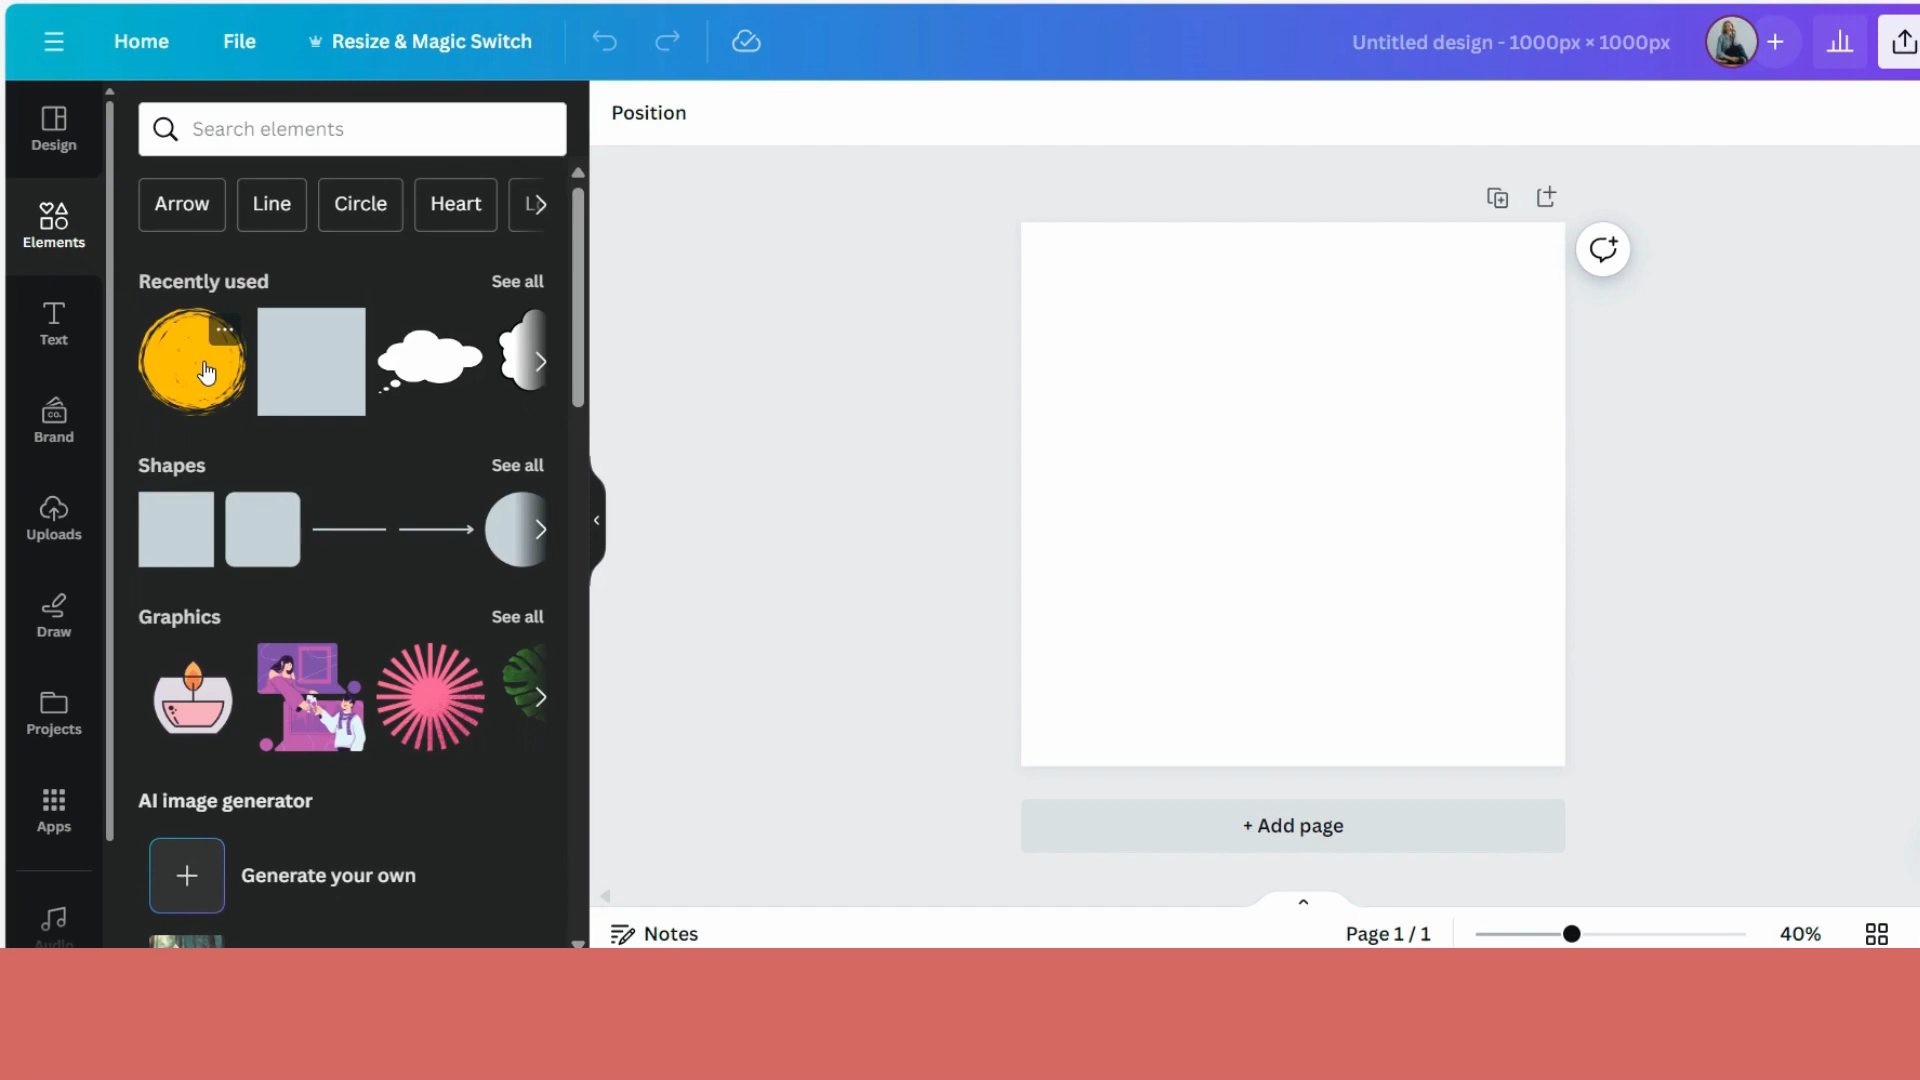 Home File Resize & Magic Switch Untitled design - 1000px × 1000px
Design
Elements
Text
Brand
CO.
Uploads
Draw
Projects
Apps
Audio
Search elements
Arrow Line Circle Heart
Recently used See all
Shapes See all
Graphics See all
AI image generator
Generate your own
Position
+ Add page
Notes Page 1 / 1 40%